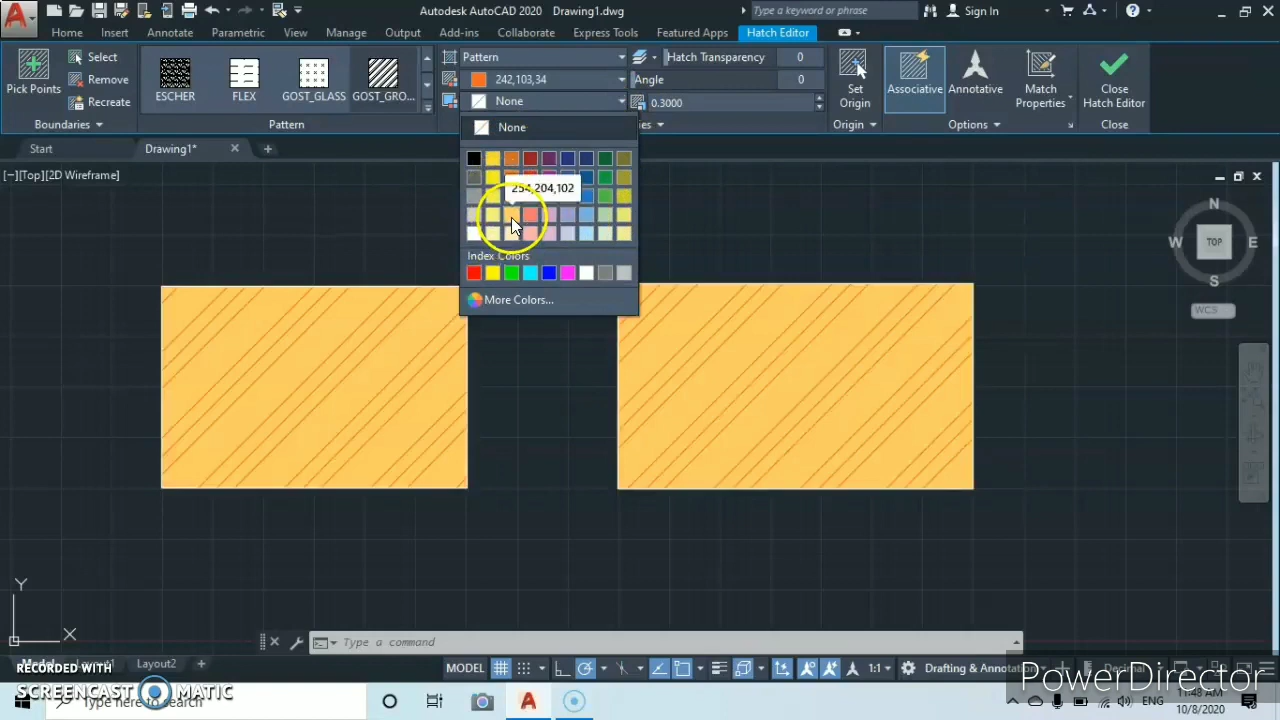 Autodesk AutoCAD 2020 Drawing1.dwg
Type a keyword or phrase
Sign In
Home Insert Annotate Parametric View Manage Output Add-ins Collaborate Express Tools Featured Apps Hatch Editor
Pick Points
Select
Remove
Recreate
Boundaries
ESCHER
FLEX
GOST_GLASS
GOST_GRO...
Pattern
Pattern
242,103,34
None
Hatch Transparency 0
Angle 0
0.3000
Set
Origin
Origin
Associative
Annotative
Match
Properties
Options
Close
Hatch Editor
Close
Start
Drawing1*
None
254,204,102
Index Colors
More Colors...
[−][Top][2D Wireframe]
N
W TOP E
S
WCS
Y
X
Type a command
Model
Layout2
MODEL
1:1
Drafting & Annotation
Decimal
RECORDED WITH
SCREENCAST MATIC
PowerDirector
Type here to search
ENG
11:48 AM
10/8/2020